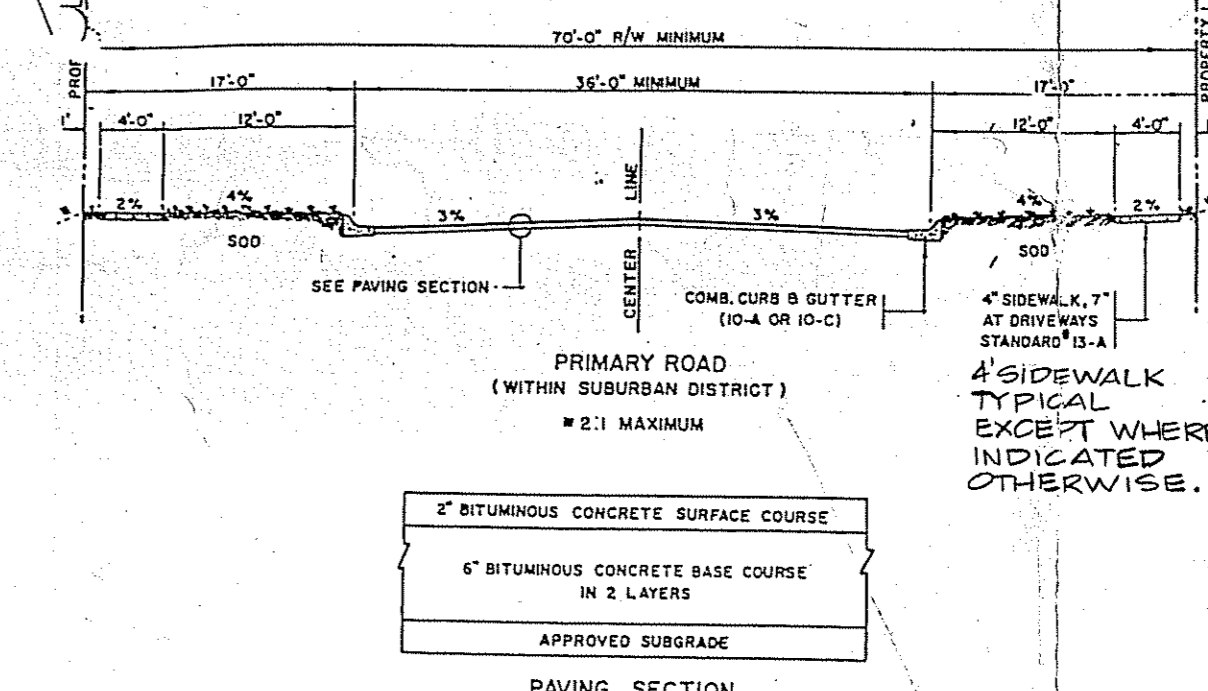 70'-0" R/W MINIMUM
17'-0" 36'-0" MINIMUM 17'-0"
1' 4'-0" 12'-0" 12'-0" 4'-0"
PROPERTY
LINE
CENTER
2% 4% 3% 3% 4% 2%
SOD SOD
SEE PAVING SECTION
COMB. CURB & GUTTER
(10-A OR 10-C)
4" SIDEWALK, 7"
AT DRIVEWAYS
STANDARD # 13-A
PRIMARY ROAD
(WITHIN SUBURBAN DISTRICT)
* 2:1 MAXIMUM
4' SIDEWALK
TYPICAL
EXCEPT WHERE
INDICATED
OTHERWISE.
2" BITUMINOUS CONCRETE SURFACE COURSE
6" BITUMINOUS CONCRETE BASE COURSE
IN 2 LAYERS
APPROVED SUBGRADE
PAVING SECTION